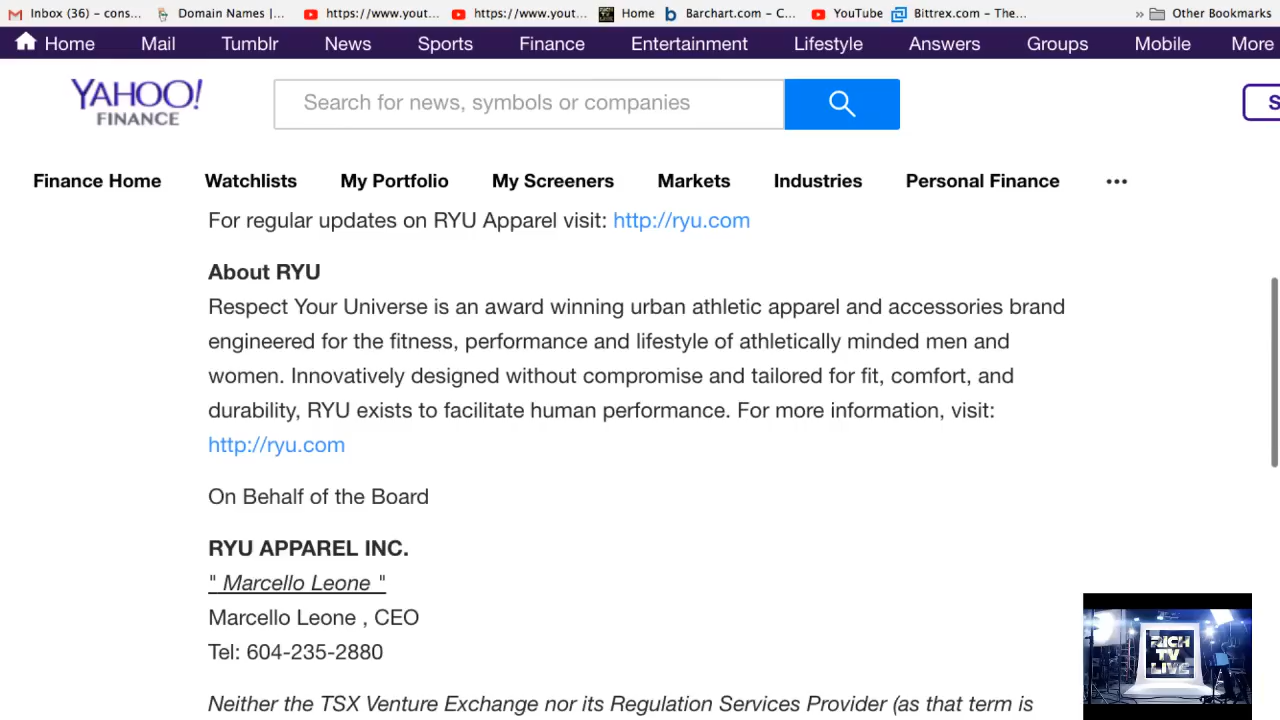 Inbox (36) – cons... Domain Names |... https://www.yout... https://www.yout... Home Barchart.com – C... YouTube Bittrex.com – The... » Other Bookmarks
Home Mail Tumblr News Sports Finance Entertainment Lifestyle Answers Groups Mobile More
YAHOO!
FINANCE
Search for news, symbols or companies
S
Finance Home Watchlists My Portfolio My Screeners Markets Industries Personal Finance •••
For regular updates on RYU Apparel visit: http://ryu.com
About RYU
Respect Your Universe is an award winning urban athletic apparel and accessories brand
engineered for the fitness, performance and lifestyle of athletically minded men and
women. Innovatively designed without compromise and tailored for fit, comfort, and
durability, RYU exists to facilitate human performance. For more information, visit:
http://ryu.com
On Behalf of the Board
RYU APPAREL INC.
" Marcello Leone "
Marcello Leone , CEO
Tel: 604-235-2880
Neither the TSX Venture Exchange nor its Regulation Services Provider (as that term is
RICH
TV
LIVE